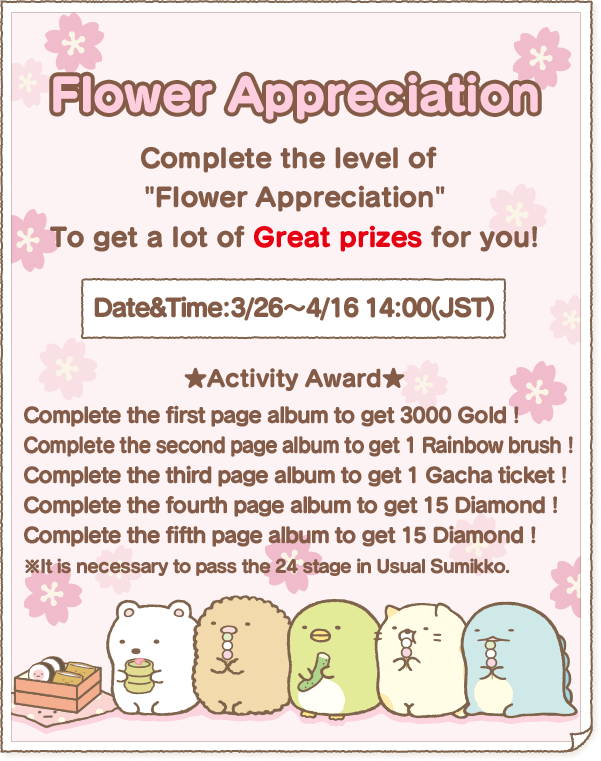 Flower Appreciation
Complete the level of
"Flower Appreciation"
To get a lot of Great prizes for you!
Date&Time:3/26～4/16 14:00(JST)
★Activity Award★
Complete the first page album to get 3000 Gold !
Complete the second page album to get 1 Rainbow brush !
Complete the third page album to get 1 Gacha ticket !
Complete the fourth page album to get 15 Diamond !
Complete the fifth page album to get 15 Diamond !
※It is necessary to pass the 24 stage in Usual Sumikko.